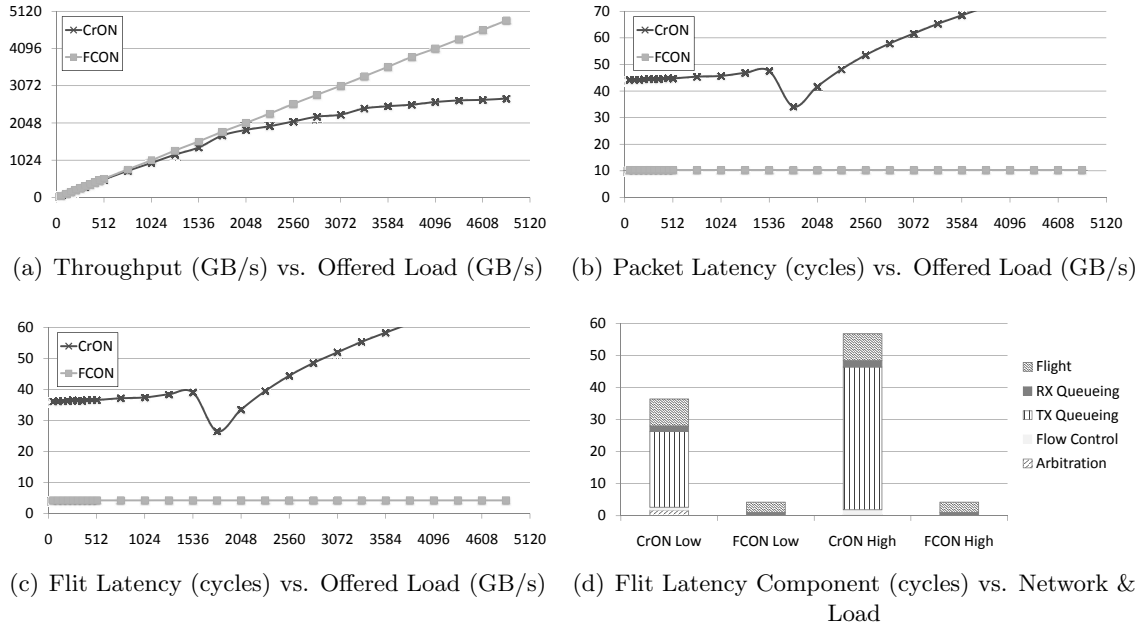 5120
4096
3072
2048
1024
0
CrON
FCON
0 512 1024 1536 2048 2560 3072 3584 4096 4608 5120
(a) Throughput (GB/s) vs. Offered Load (GB/s)
70
60
50
40
30
20
10
0
CrON
FCON
0 512 1024 1536 2048 2560 3072 3584 4096 4608 5120
(b) Packet Latency (cycles) vs. Offered Load (GB/s)
60
50
40
30
20
10
0
CrON
FCON
0 512 1024 1536 2048 2560 3072 3584 4096 4608 5120
(c) Flit Latency (cycles) vs. Offered Load (GB/s)
60
50
40
30
20
10
0
Flight
RX Queueing
TX Queueing
Flow Control
Arbitration
CrON Low FCON Low CrON High FCON High
(d) Flit Latency Component (cycles) vs. Network &
Load